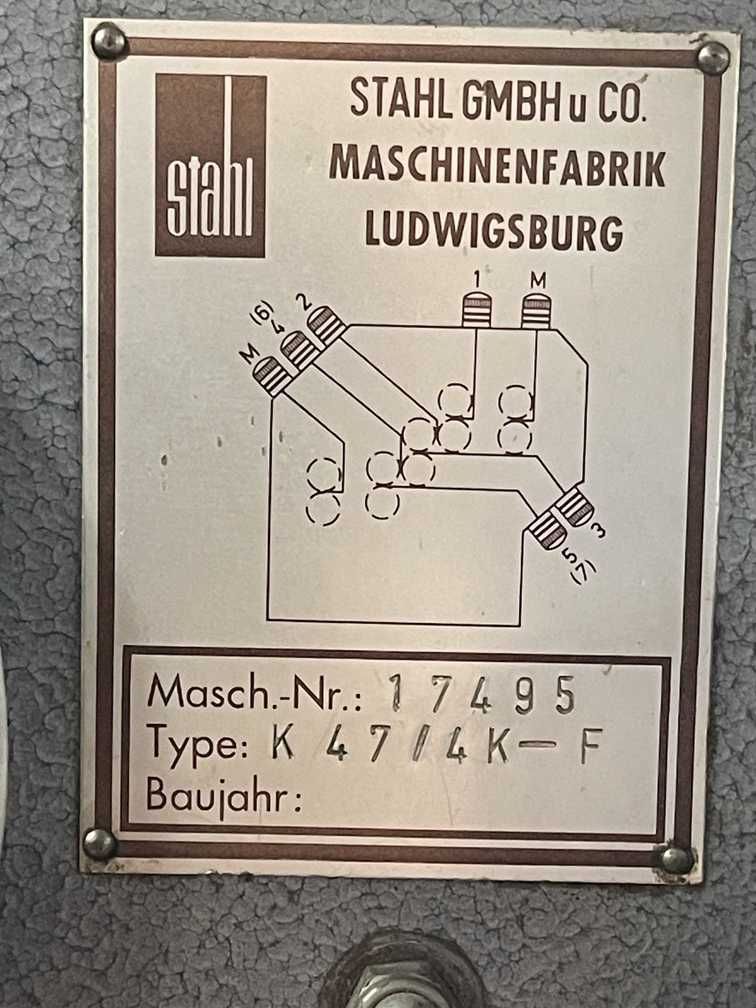 stahl
STAHL GMBH u CO.
MASCHINENFABRIK
LUDWIGSBURG
1 M
(6)
M 4 2
3
5
(7)
Masch.-Nr.: 17495
Type: K 47/4K-F
Baujahr: